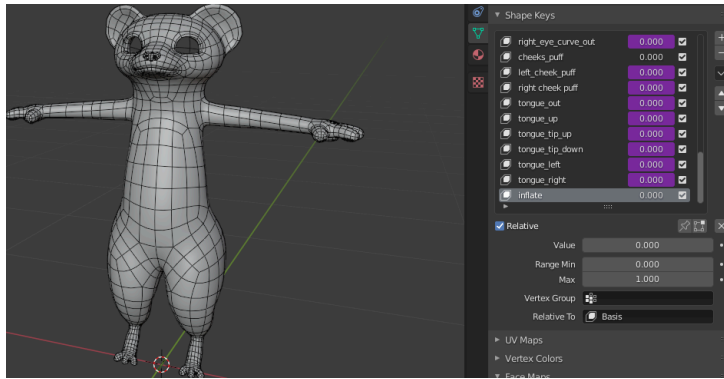 Shape Keys
right_eye_curve_out 0.000
cheeks_puff 0.000
left_cheek_puff 0.000
right cheek puff 0.000
tongue_out 0.000
tongue_up 0.000
tongue_tip_up 0.000
tongue_tip_down 0.000
tongue_left 0.000
tongue_right 0.000
inflate 0.000
Relative
Value 0.000
Range Min 0.000
Max 1.000
Vertex Group
Relative To Basis
UV Maps
Vertex Colors
Face Maps